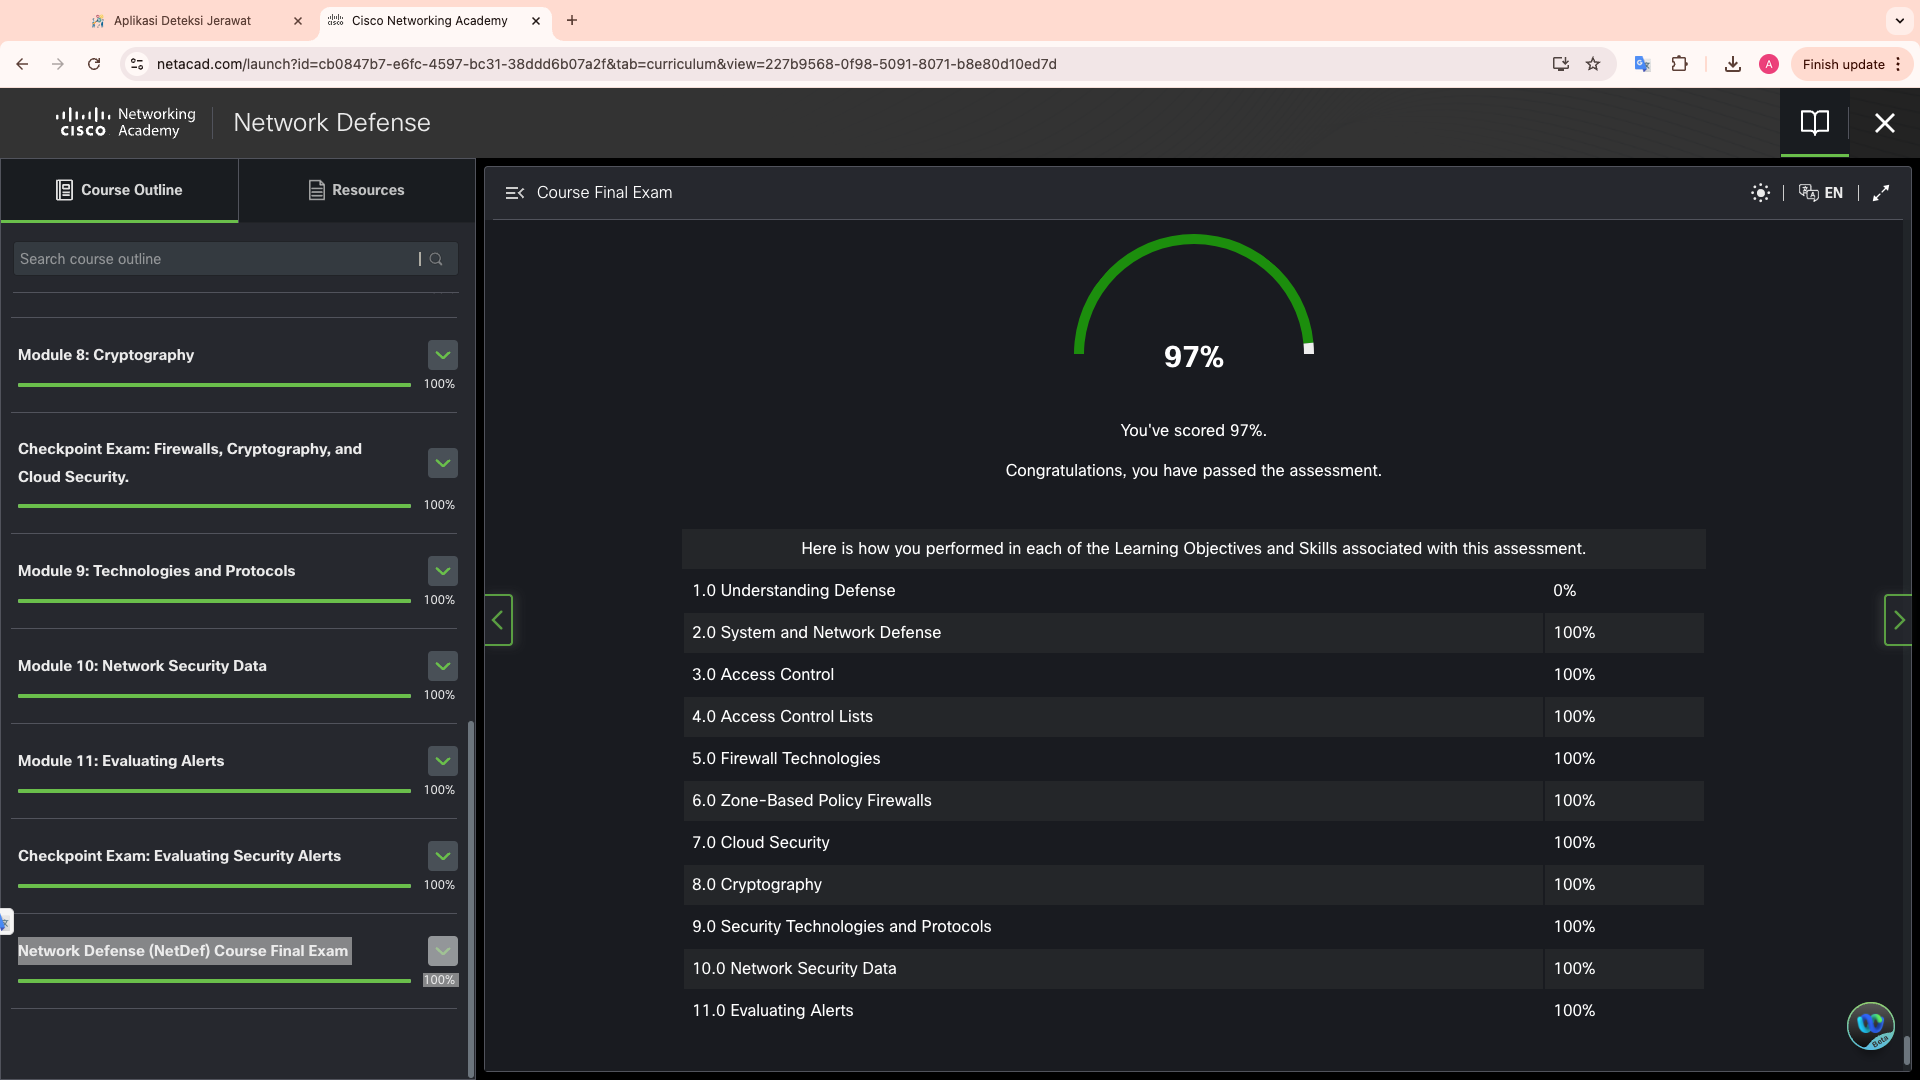 Aplikasi Deteksi Jerawat
Cisco Networking Academy
netacad.com/launch?id=cb0847b7-e6fc-4597-bc31-38ddd6b07a2f&tab=curriculum&view=227b9568-0f98-5091-8071-b8e80d10ed7d
A
Finish update
CISCO
Networking
Academy
Network Defense
Course Outline
Resources
Search course outline
Module 8: Cryptography
100%
Checkpoint Exam: Firewalls, Cryptography, and
Cloud Security.
100%
Module 9: Technologies and Protocols
100%
Module 10: Network Security Data
100%
Module 11: Evaluating Alerts
100%
Checkpoint Exam: Evaluating Security Alerts
100%
Network Defense (NetDef) Course Final Exam
100%
Course Final Exam
EN
97%
You've scored 97%.
Congratulations, you have passed the assessment.
Here is how you performed in each of the Learning Objectives and Skills associated with this assessment.
1.0 Understanding Defense 0%
2.0 System and Network Defense 100%
3.0 Access Control 100%
4.0 Access Control Lists 100%
5.0 Firewall Technologies 100%
6.0 Zone-Based Policy Firewalls 100%
7.0 Cloud Security 100%
8.0 Cryptography 100%
9.0 Security Technologies and Protocols 100%
10.0 Network Security Data 100%
11.0 Evaluating Alerts 100%
Beta